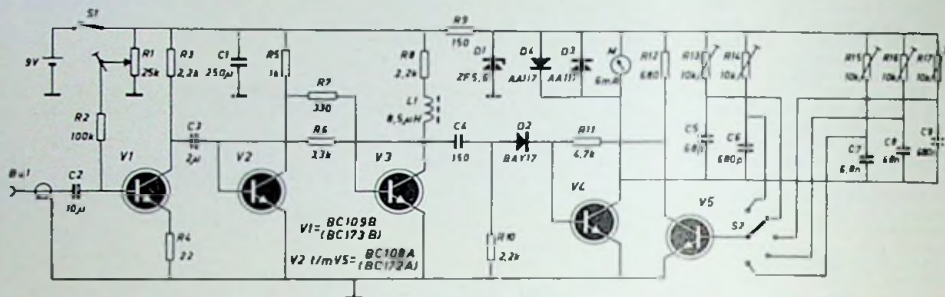 S1
9V
R1
25k
R3
2,2k
C1
250µ
R5
1k
R7
330
R6
3,3k
R8
2,2k
L1
8,5µH
R9
150
D1
ZF5,6
D4
AA117
D3
AA117
M
6mA
R12
680
R13
10k
R14
10k
R15
10k
R16
10k
R17
10k
R2
100k
C3
2µ
C4
150
D2
BAY17
R11
4,7k
C5
68p
C6
680p
C7
6,8n
C8
68n
C9
680n
Bu1
C2
10µ
V1
V2
V3
V4
V5
S2
R4
22
V1= BC109B
(BC173B)
V2 t/m V5= BC108A
(BC172A)
R10
2,2k